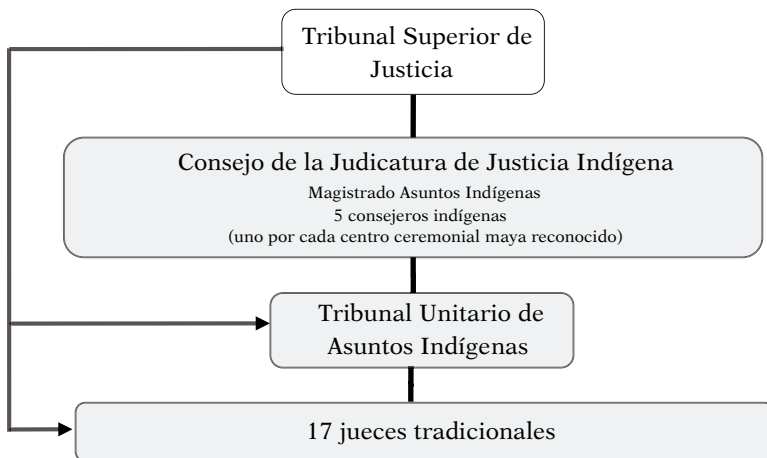 Tribunal Superior de
Justicia
Consejo de la Judicatura de Justicia Indígena
Magistrado Asuntos Indígenas
5 consejeros indígenas
(uno por cada centro ceremonial maya reconocido)
Tribunal Unitario de
Asuntos Indígenas
17 jueces tradicionales